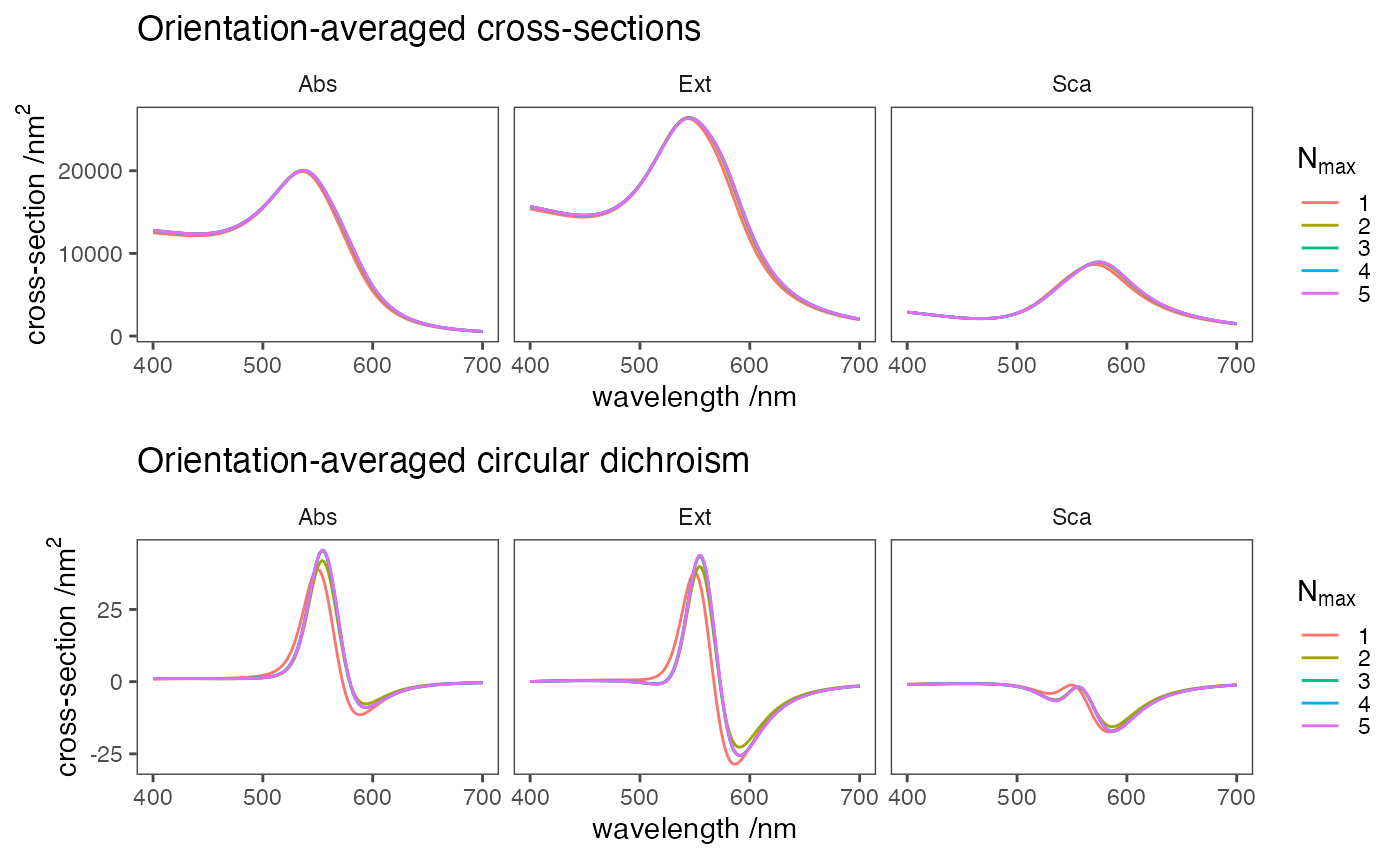 Orientation-averaged cross-sections
Abs Ext Sca
cross-section /nm²
20000
10000
0
400 500 600 700 400 500 600 700 400 500 600 700
wavelength /nm
Nmax
1
2
3
4
5
Orientation-averaged circular dichroism
Abs Ext Sca
cross-section /nm²
25
0
-25
400 500 600 700 400 500 600 700 400 500 600 700
wavelength /nm
Nmax
1
2
3
4
5